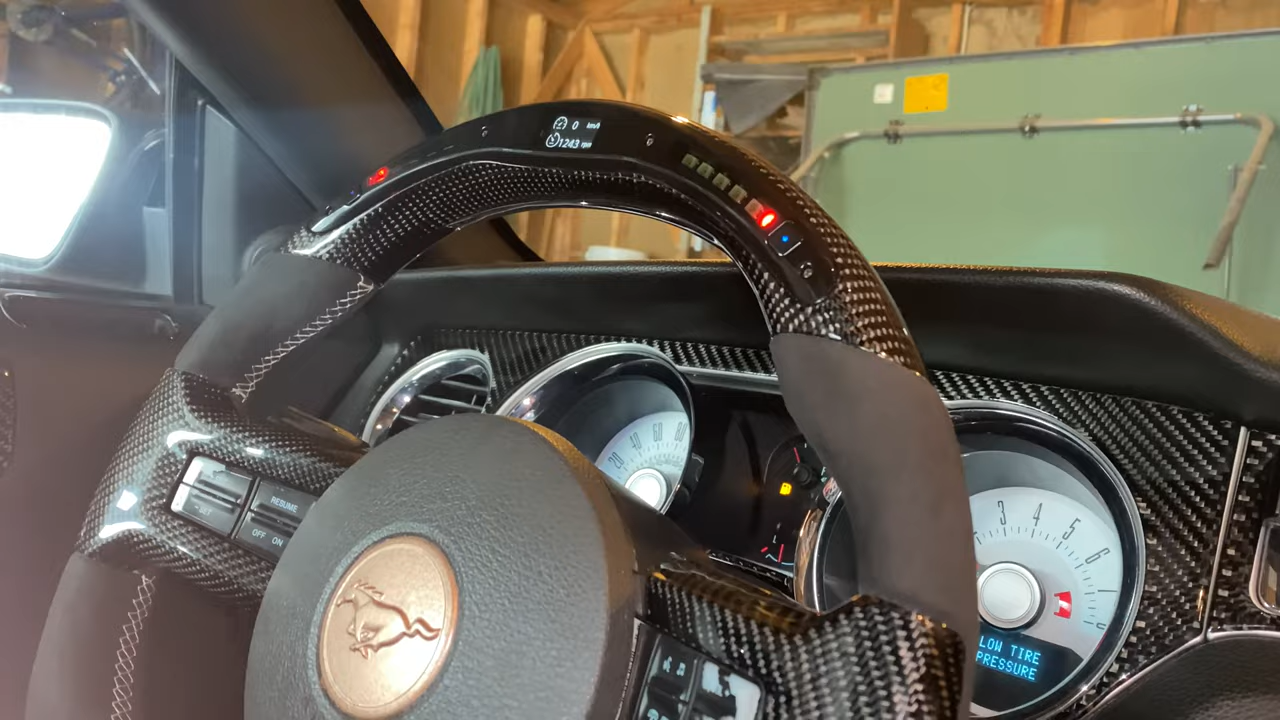 0 km/h
1243 rpm
20 40 60 80
RESUME
OFF ON
3 4 5 6
LOW TIRE
PRESSURE